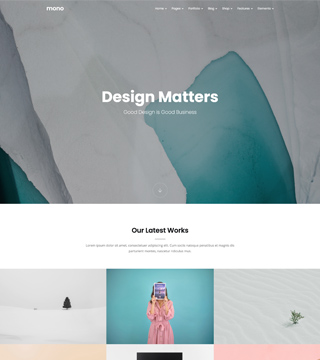 mono
Home Pages Portfolio Blog Shop Features Elements
Design Matters
Good Design is Good Business
Our Latest Works
Lorem ipsum dolor sit amet, consectetuer adipiscing elit. Cum sociis natoque penatibus et magnis dis
parturient montes, nascetur ridiculus mus.